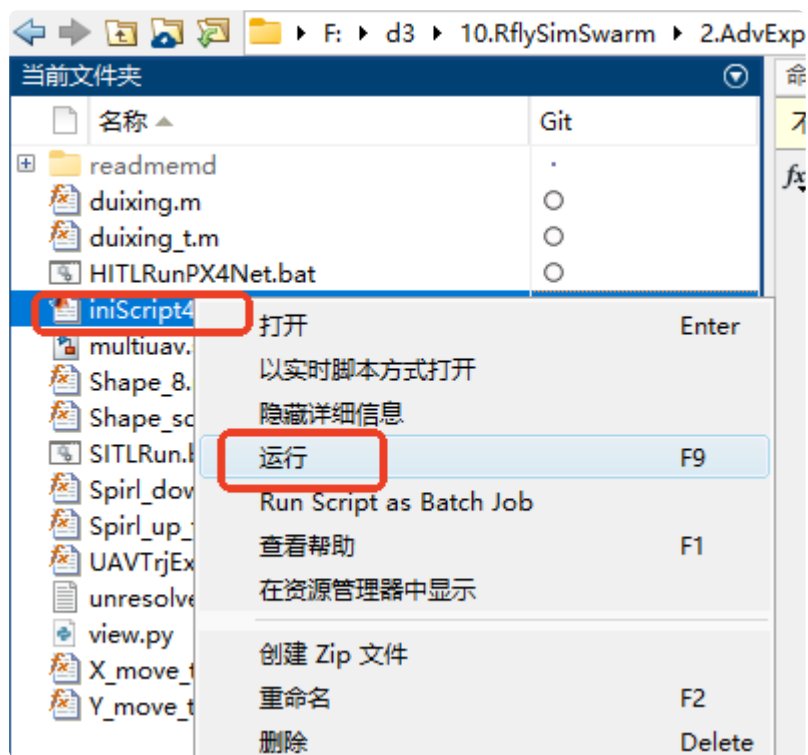 F: d3 10.RflySimSwarm 2.AdvExp
当前文件夹
命
名称 Git
readmemd
fx
duixing.m
duixing_t.m
HITLRunPX4Net.bat
iniScript4
打开 Enter
multiuav.
以实时脚本方式打开
Shape_8.
隐藏详细信息
Shape_sc
运行 F9
SITLRun.
Run Script as Batch Job
Spirl_dow
查看帮助 F1
Spirl_up_
在资源管理器中显示
UAVTrjEx
unresolve
view.py
创建 Zip 文件
X_move_t
重命名 F2
Y_move_t
删除 Delete